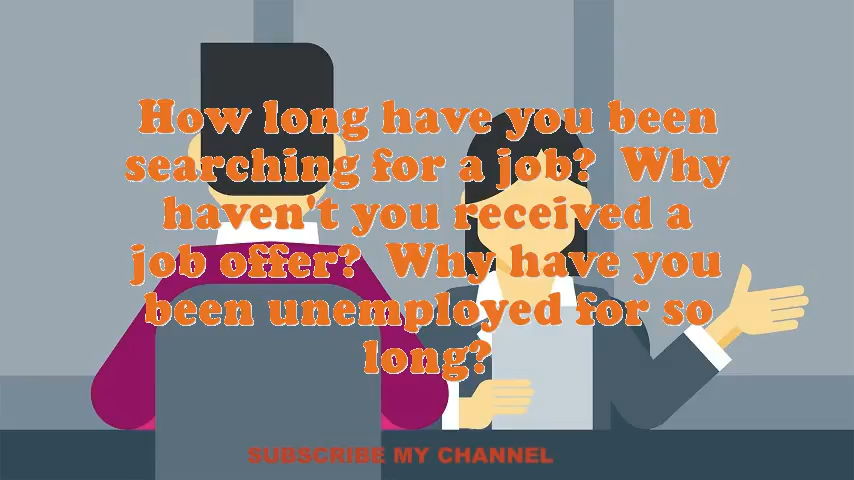 How long have you been
searching for a job?  Why
haven't you received a
job offer?  Why have you
been unemployed for so
long?
SUBSCRIBE MY CHANNEL